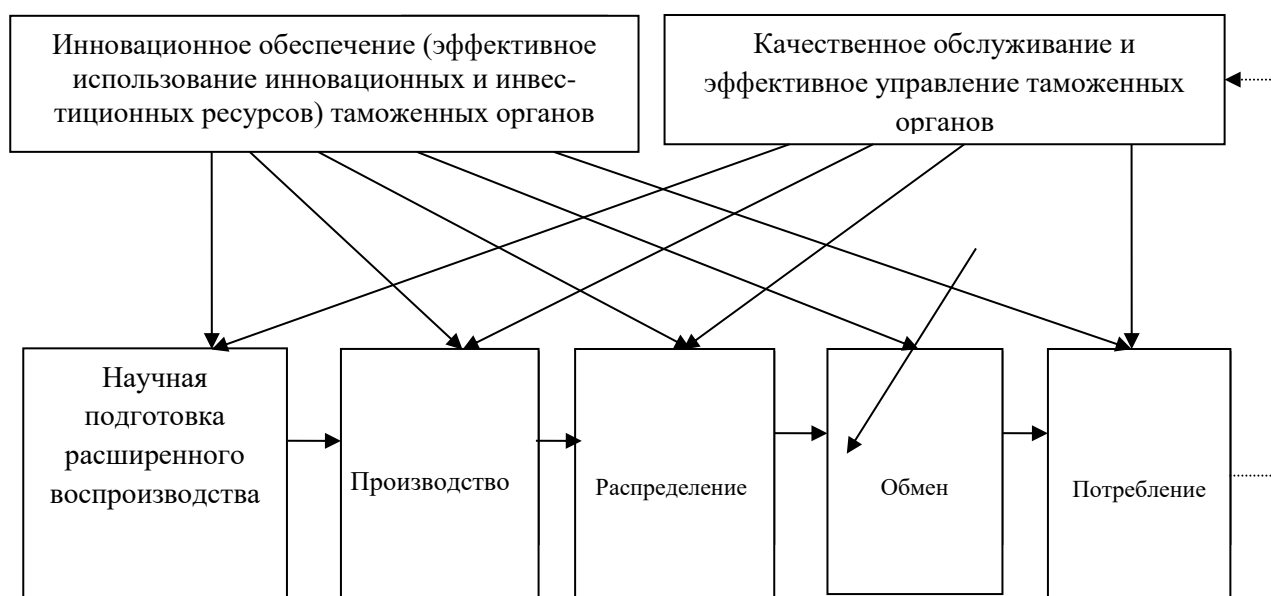 Инновационное обеспечение (эффективное
использование инновационных и инвес-
тиционных ресурсов) таможенных органов
Качественное обслуживание и
эффективное управление таможенных
органов
Научная
подготовка
расширенного
воспроизводства
Производство
Распределение
Обмен
Потребление